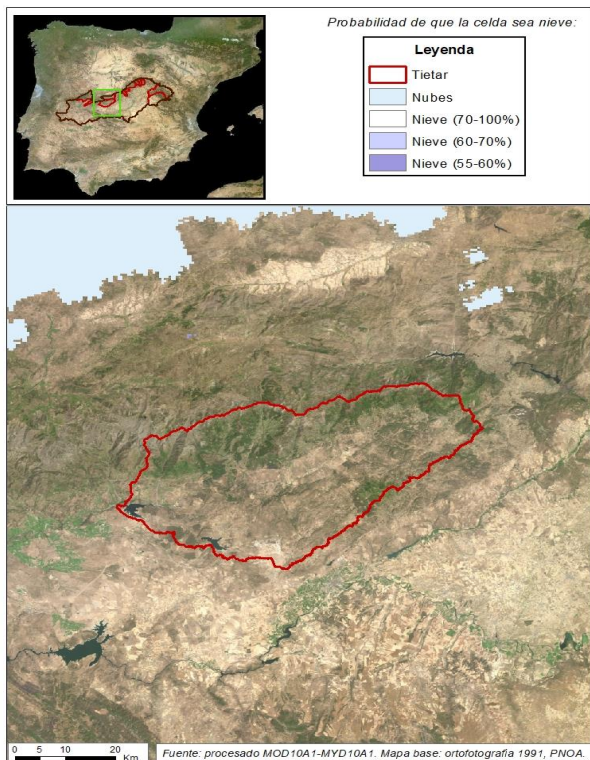 Probabilidad de que la celda sea nieve:
Leyenda
Tietar
Nubes
Nieve (70-100%)
Nieve (60-70%)
Nieve (55-60%)
0 5 10 20
Km
Fuente: procesado MOD10A1-MYD10A1. Mapa base: ortofotografía 1991, PNOA.